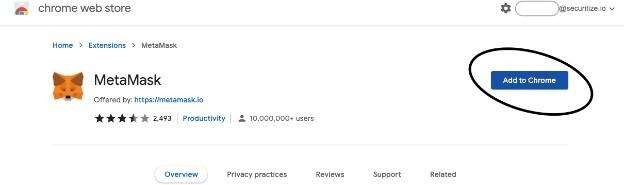 chrome web store
@securitize.io
Home > Extensions > MetaMask
MetaMask
Add to Chrome
Offered by: https://metamask.io
2,493 | Productivity | 10,000,000+ users
Overview Privacy practices Reviews Support Related